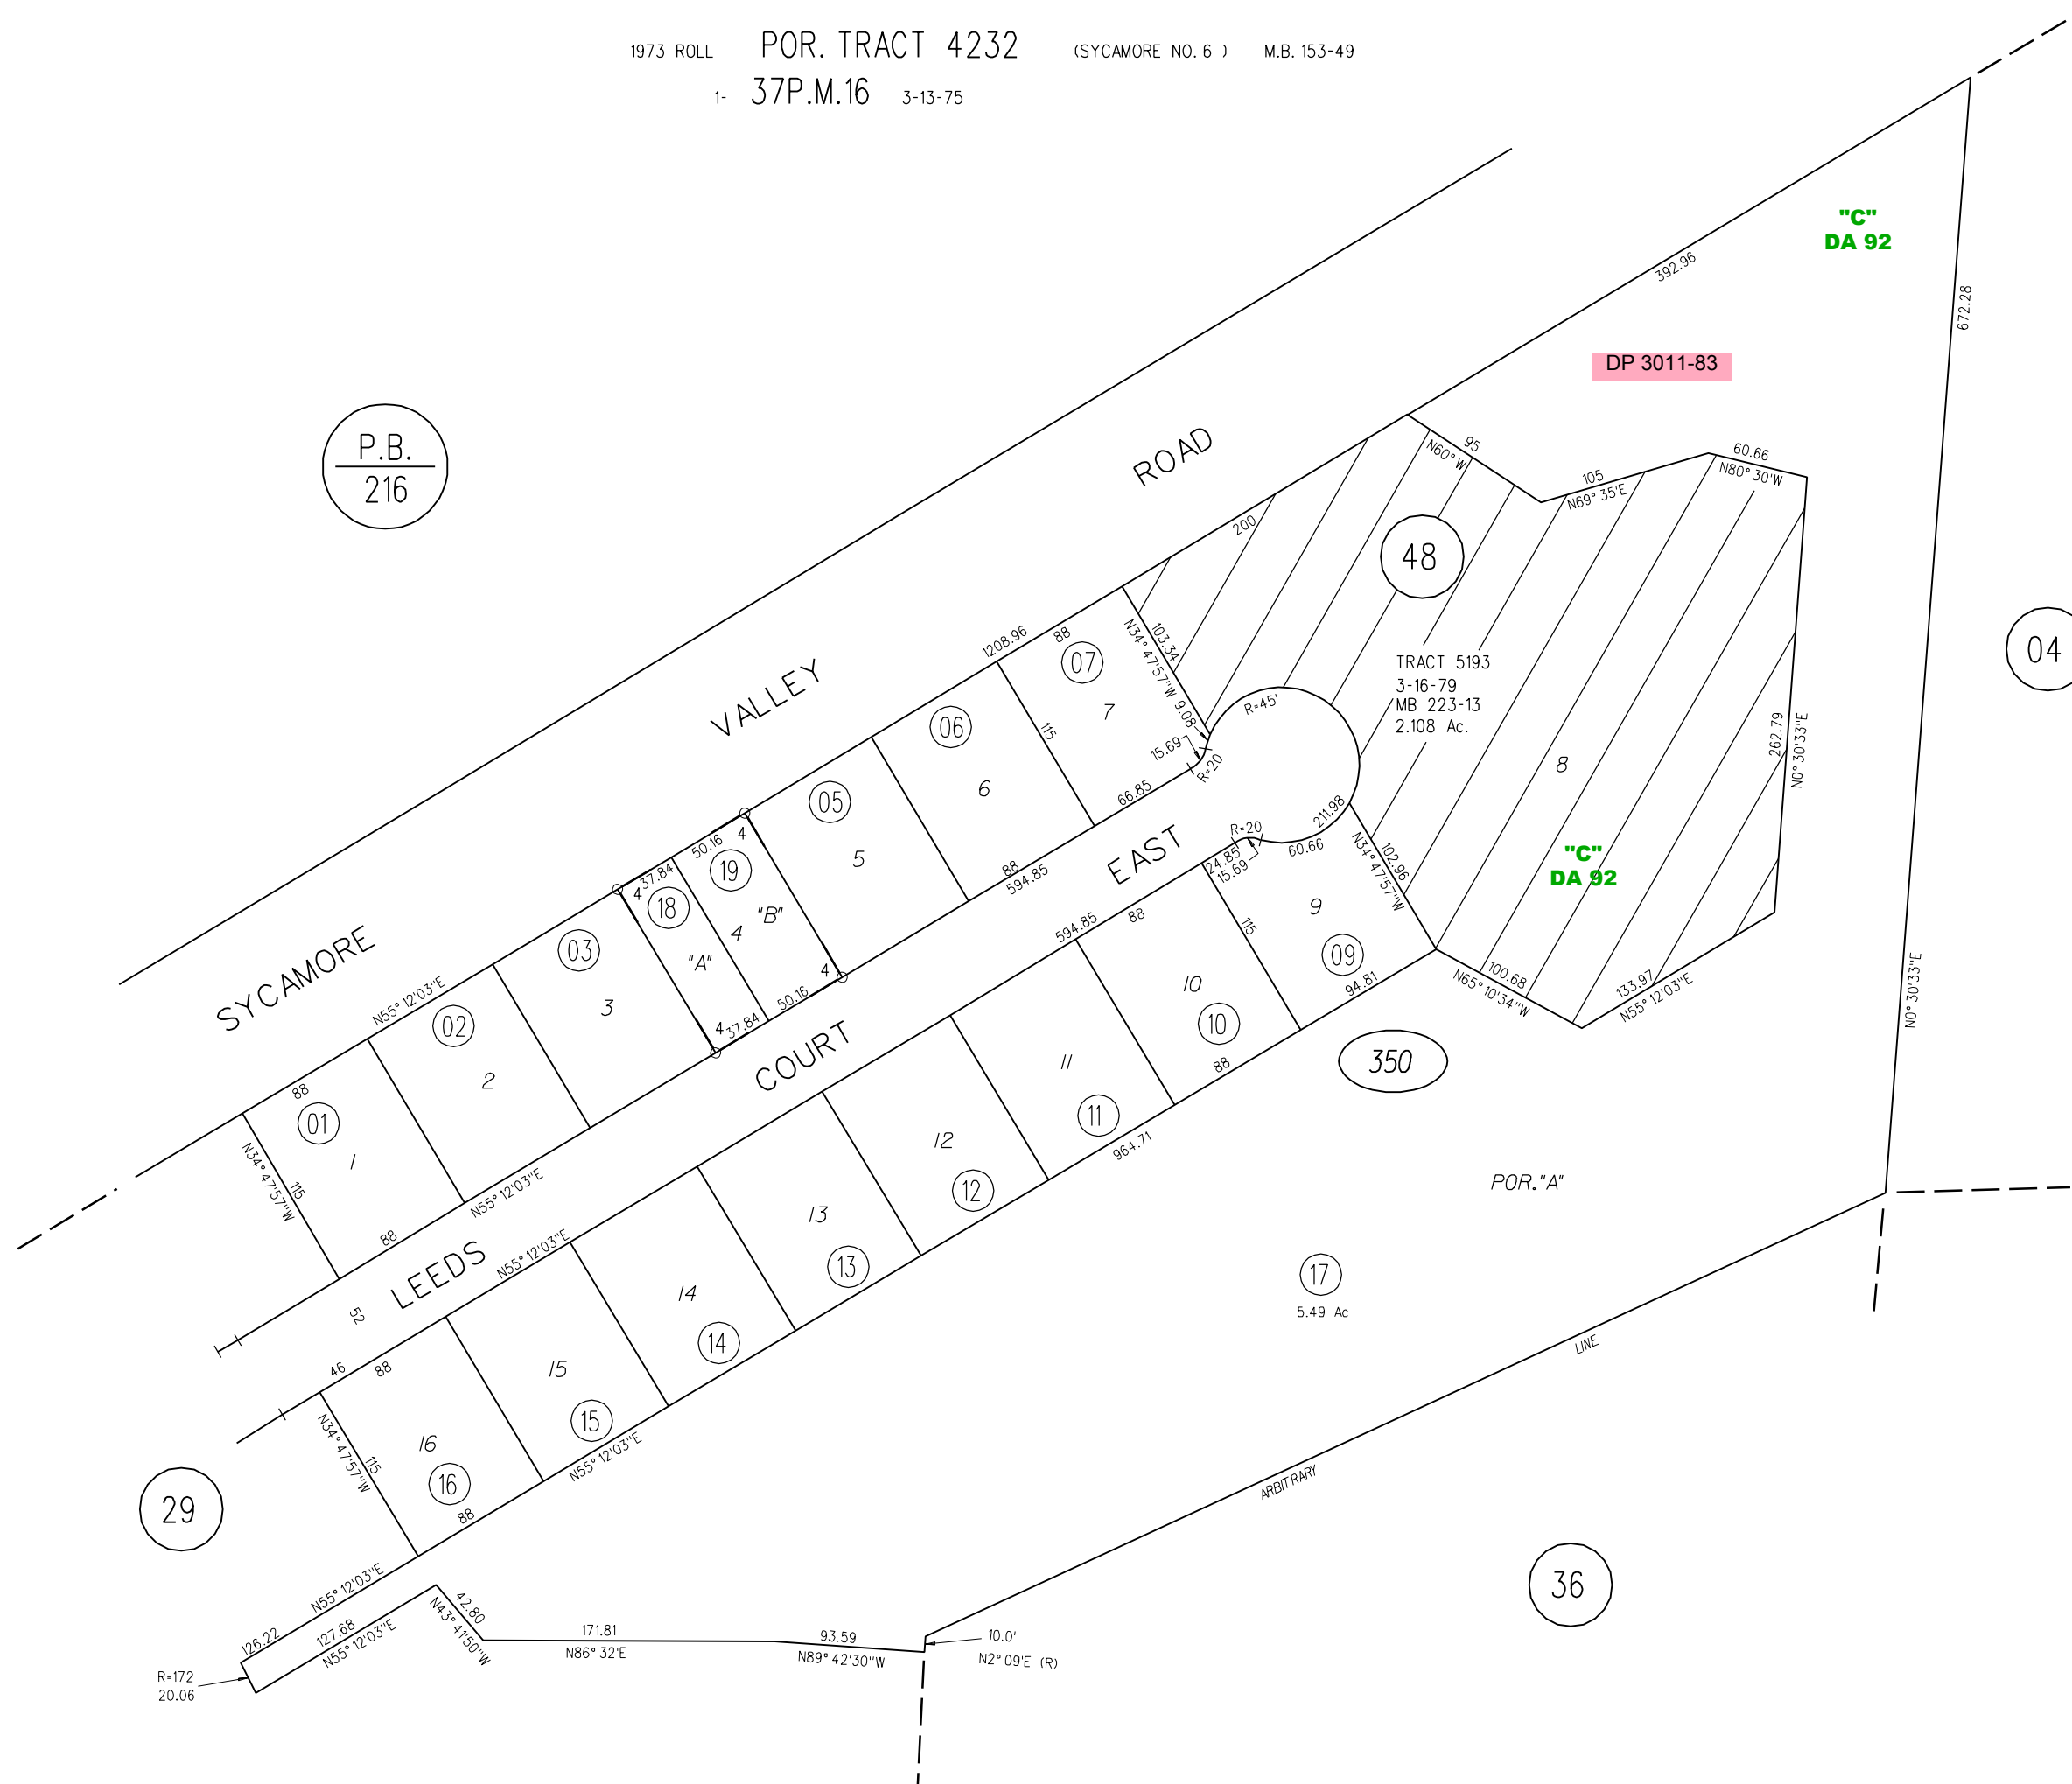 1973 ROLL POR. TRACT 4232 (SYCAMORE NO. 6 ) M.B. 153-49
1- 37P.M.16 3-13-75
"C"
DA 92
392.96
672.28
DP 3011-83
P.B.
216
ROAD
95
N60° W
105
N69° 35'E
60.66
N80° 30'W
200
48
04
1208.96
88
07
7
103.34
N34° 47'57"W
9.08
R=45'
15.69
R=20
TRACT 5193
3-16-79
MB 223-13
2.108 Ac.
8
262.79
N0° 30'33"E
VALLEY
06
6
115
66.85
05
5
88
594.85
EAST
R=20
211.98
60.66
24.85
15.69
102.96
N34° 47'57"W
"C"
DA 92
50.16
4
37.84
4
19
18
"B"
4
"A"
4
50.16
4
37.84
SYCAMORE
03
3
N55° 12'03"E
02
2
88
01
1
N34° 47'57"W
115
88
N55° 12'03"E
594.85
88
115
9
09
94.81
10
10
88
N65° 10'34"W
100.68
133.97
N55° 12'03"E
N0° 30'33"E
COURT
350
11
11
964.71
12
12
POR."A"
13
13
17
5.49 Ac
LEEDS
N55° 12'03"E
52
14
14
46
88
15
15
N55° 12'03"E
N34° 47'57"W
115
16
16
88
29
LINE
ARBITRARY
36
N55° 12'03"E
126.22
127.68
N55° 12'03"E
42.80
N43° 41'50"W
171.81
N86° 32'E
93.59
N89° 42'30"W
10.0'
N2° 09'E (R)
R=172
20.06